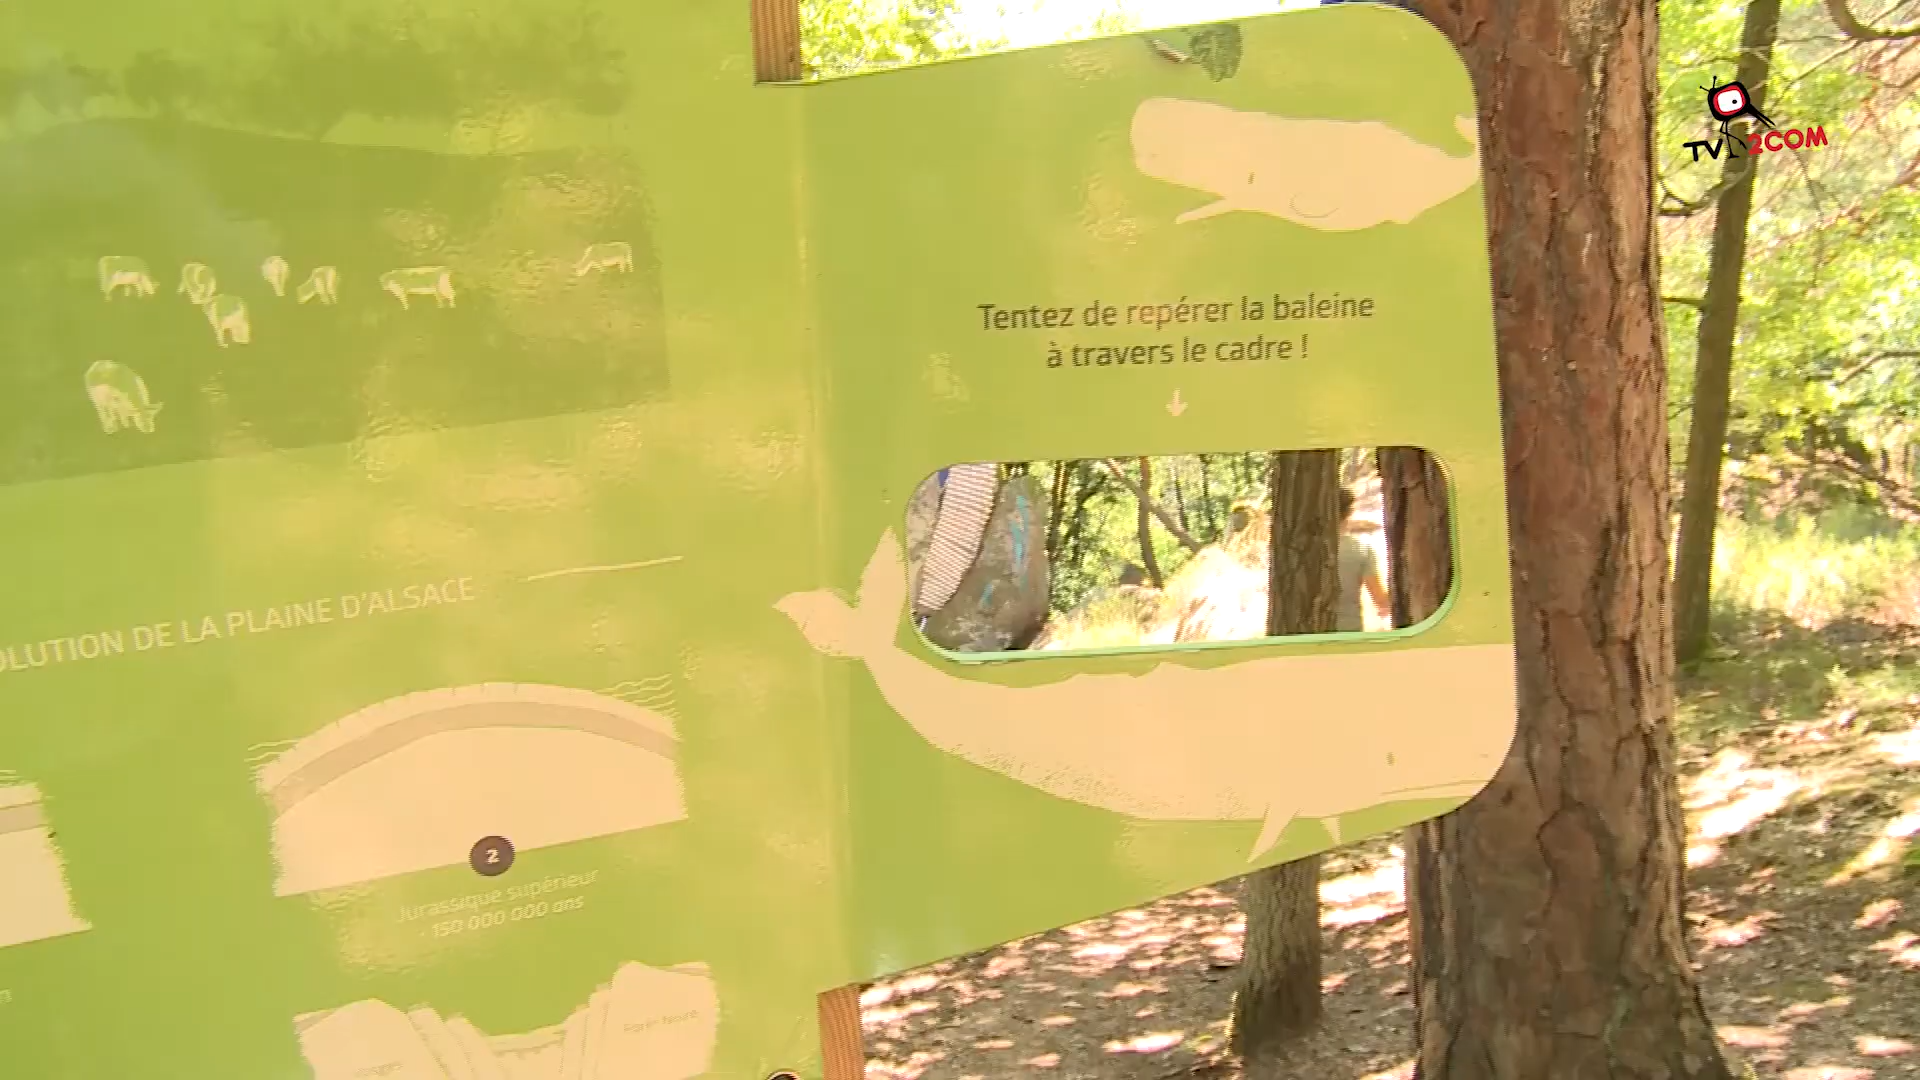 TV2COM
Tentez de repérer la baleine
à travers le cadre !
OLUTION DE LA PLAINE D'ALSACE
2
Jurassique supérieur
- 150 000 000 ans
Forêt Noire
Vosges